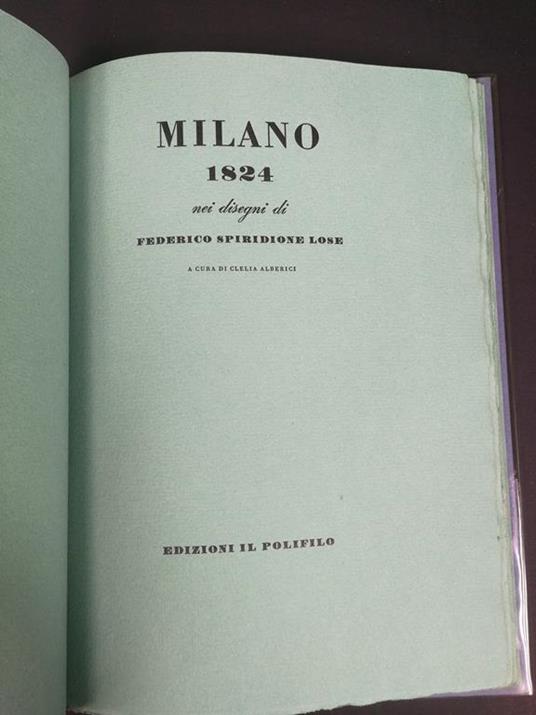 MILANO
1824
nei disegni di
FEDERICO SPIRIDIONE LOSE
A CURA DI CLELIA ALBERICI
EDIZIONI IL POLIFILO